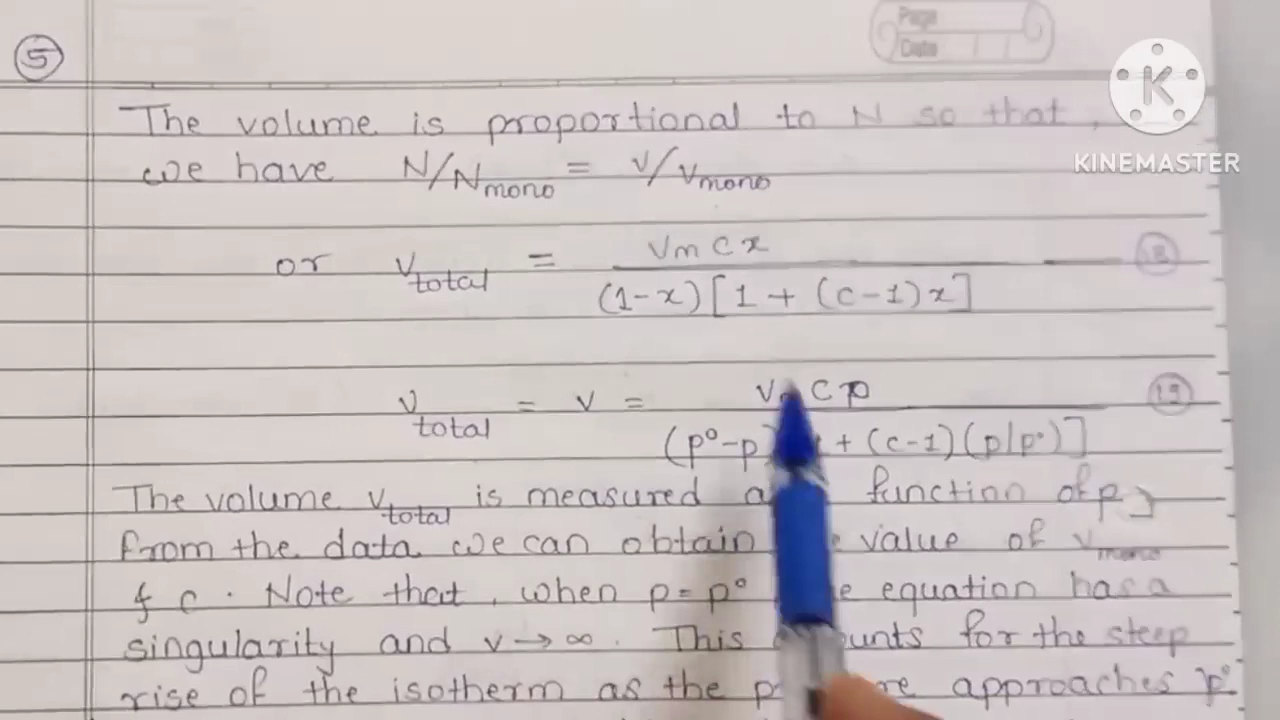 Page
Date
5
KINEMASTER
The volume is proportional to N so that,
we have N/Nmono = v/vmono
or vtotal = vm c x / (1-x)[1 + (c-1)x] 18
vtotal = v = v c p / (p°-p) + (c-1)(p/p°)] 19
The volume vtotal is measured function of p
from the data we can obtain value of vmono
& c. Note that, when p = p° equation has a
singularity and v → ∞. This for the steep
rise of the isotherm as the approaches p°